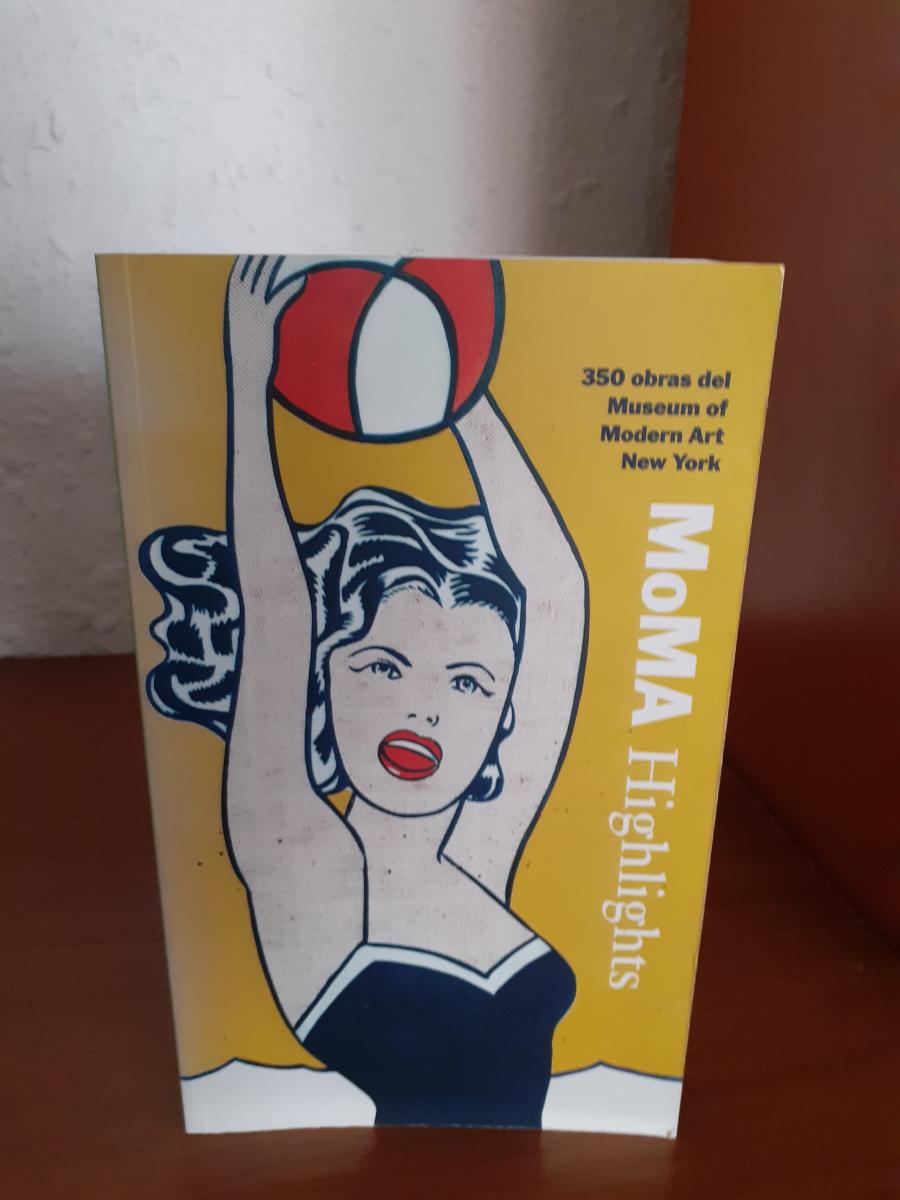 350 obras del
Museum of
Modern Art
New York
MoMA Highlights